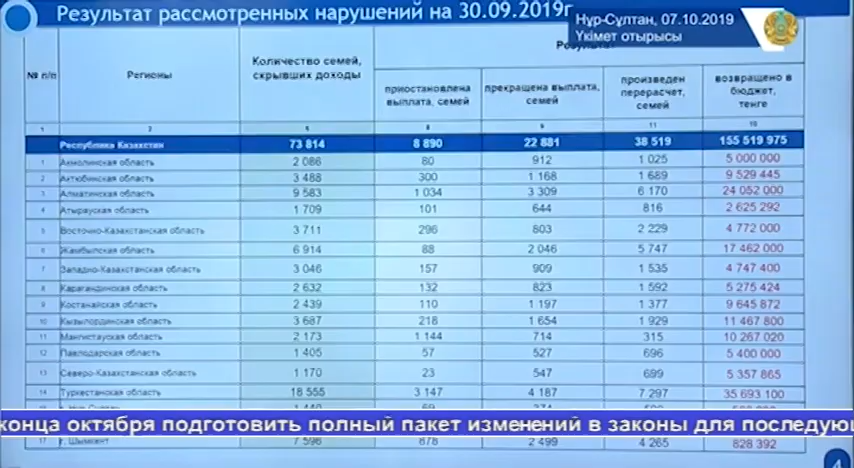 Результат рассмотренных нарушений на 30.09.2019г
Нұр-Сұлтан, 07.10.2019
Үкімет отырысы
№ п/п Регионы Количество семей, скрывших доходы
приостановлена выплата, семей прекращена выплата, семей произведен перерасчет, семей возвращено в бюджет, тенге
1 2 8 9 11
Республика Казахстан 73 814 8 890 22 881 38 519 155 519 975
1 Акмолинская область 2 086 80 912 1 025 5 000 000
2 Актюбинская область 3 488 300 1 168 1 689 9 529 445
3 Алматинская область 9 583 1 034 3 309 6 170 24 052 000
4 Атырауская область 1 709 101 644 816 2 625 292
5 Восточно-Казахстанская область 3 711 296 803 2 229 4 772 000
6 Жамбылская область 6 914 88 2 046 5 747 17 462 000
7 Западно-Казахстанская область 3 046 157 909 1 535 4 747 400
8 Карагандинская область 2 632 132 823 1 592 5 275 424
9 Костанайская область 2 439 110 1 197 1 377 9 645 872
10 Кызылординская область 3 687 218 1 654 1 929 11 467 800
11 Мангистауская область 2 173 1 144 714 315 10 267 020
12 Павлодарская область 1 405 57 527 696 5 400 000
13 Северо-Казахстанская область 1 170 23 547 699 5 357 865
14 Туркестанская область 18 555 3 147 4 187 7 297 35 693 100
конца октября подготовить полный пакет изменений в законы для последующ
17 г. Шымкент 7 596 878 2 499 4 265 828 392
4